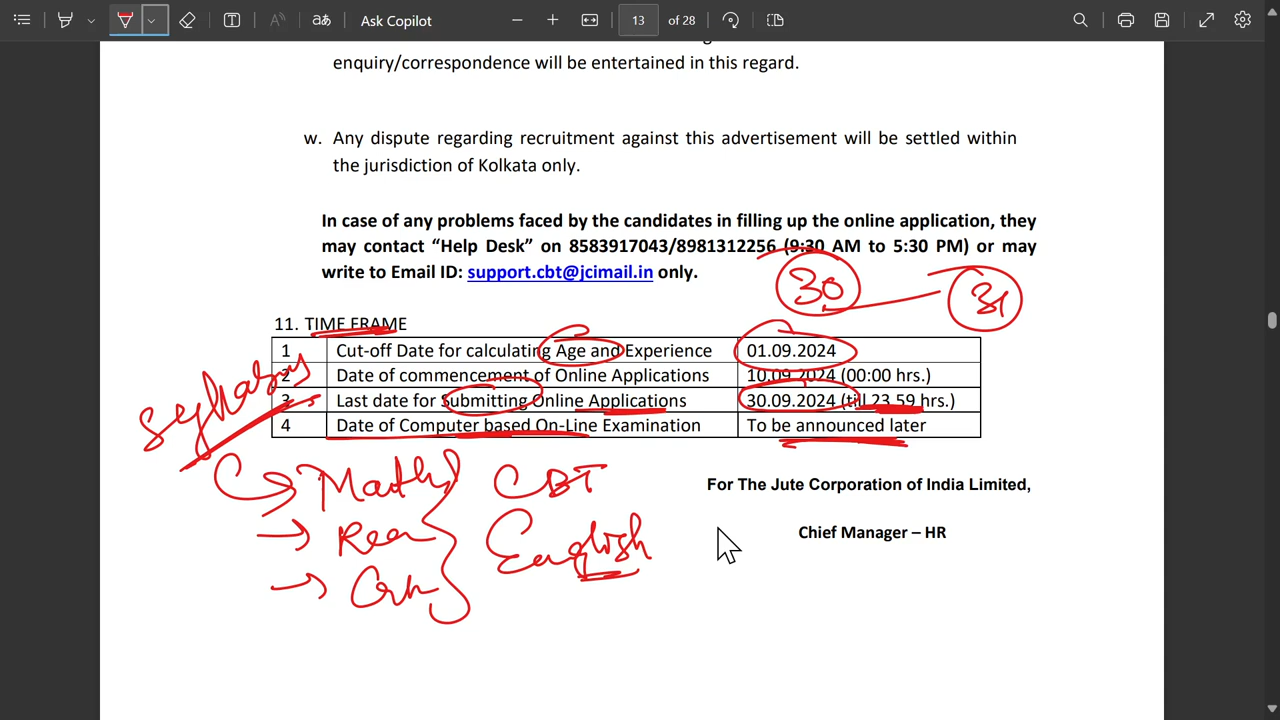 Ask Copilot
13 of 28
enquiry/correspondence will be entertained in this regard.
w. Any dispute regarding recruitment against this advertisement will be settled within
the jurisdiction of Kolkata only.
In case of any problems faced by the candidates in filling up the online application, they
may contact “Help Desk” on 8583917043/8981312256 (9:30 AM to 5:30 PM) or may
write to Email ID: support.cbt@jcimail.in only.
30
31
11. TIME FRAME
1 Cut-off Date for calculating Age and Experience 01.09.2024
2 Date of commencement of Online Applications 10.09.2024 (00:00 hrs.)
3 Last date for Submitting Online Applications 30.09.2024 (till 23.59 hrs.)
4 Date of Computer based On-Line Examination To be announced later
Syllabus
Maths CBT
For The Jute Corporation of India Limited,
Rea English
Chief Manager – HR